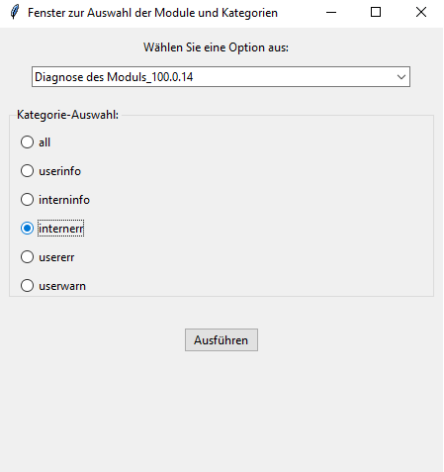 Fenster zur Auswahl der Module und Kategorien
Wählen Sie eine Option aus:
Diagnose des Moduls_100.0.14
Kategorie-Auswahl:
all
userinfo
interninfo
internerr
usererr
userwarn
Ausführen